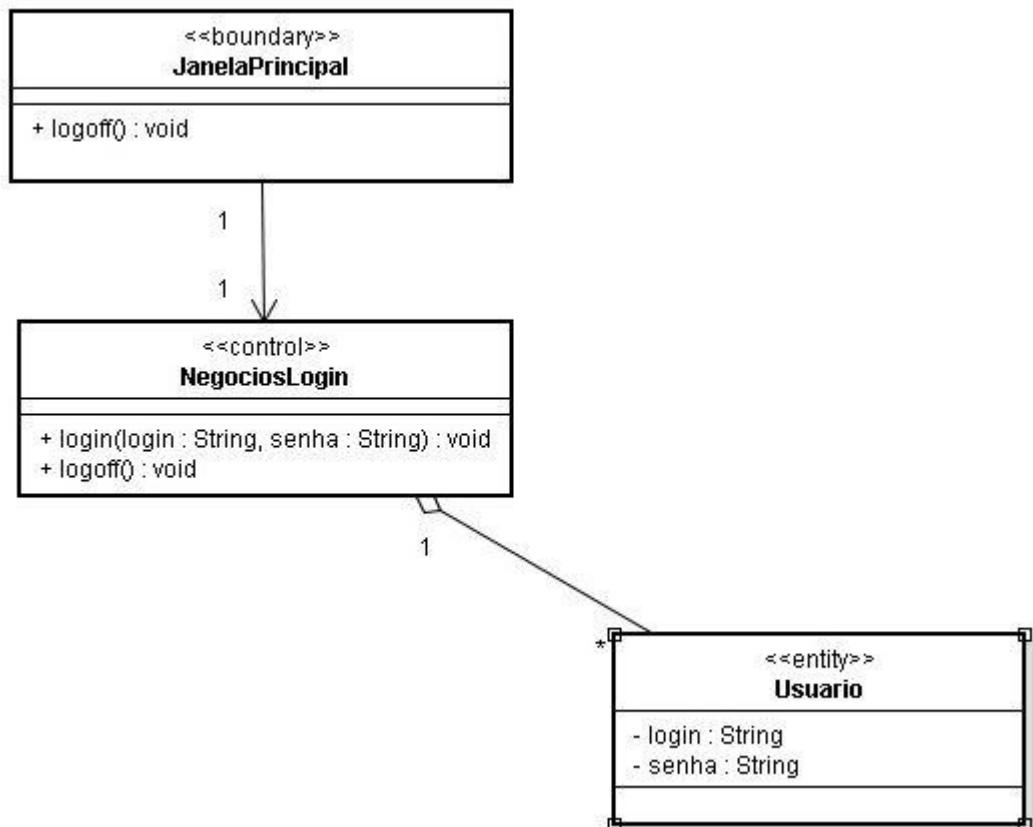 <<boundary>>
JanelaPrincipal
+ logoff() : void
1
1
<<control>>
NegociosLogin
+ login(login : String, senha : String) : void
+ logoff() : void
1
*
<<entity>>
Usuario
- login : String
- senha : String